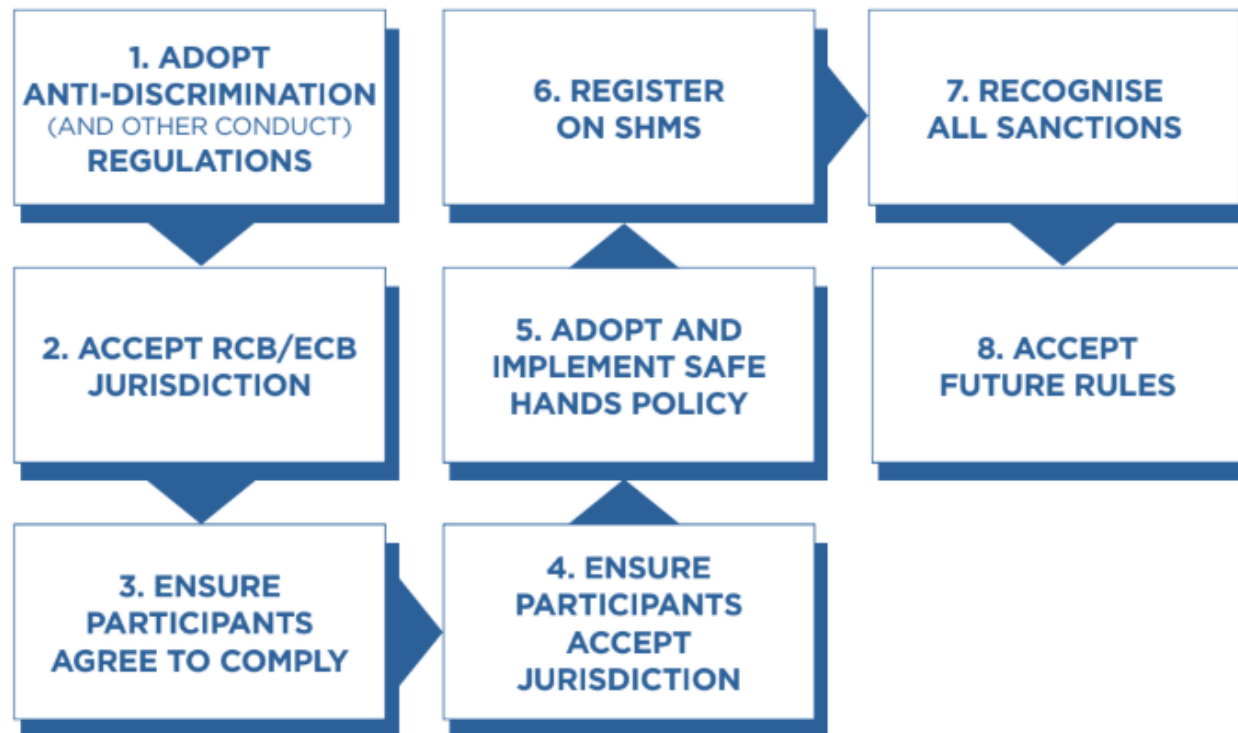 1. ADOPT
ANTI-DISCRIMINATION
(AND OTHER CONDUCT)
REGULATIONS
2. ACCEPT RCB/ECB
JURISDICTION
3. ENSURE
PARTICIPANTS
AGREE TO COMPLY
4. ENSURE
PARTICIPANTS
ACCEPT
JURISDICTION
5. ADOPT AND
IMPLEMENT SAFE
HANDS POLICY
6. REGISTER
ON SHMS
7. RECOGNISE
ALL SANCTIONS
8. ACCEPT
FUTURE RULES